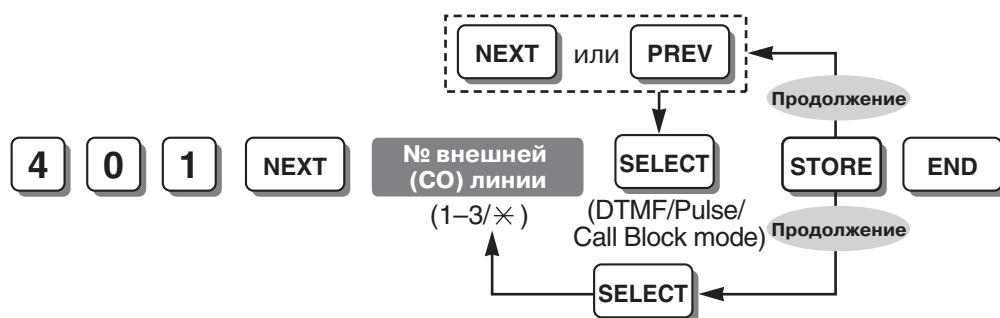 NEXT или PREV
Продолжение
4 0 1 NEXT № внешней (CO) линии SELECT STORE END
(1–3/✳)
(DTMF/Pulse/
Call Block mode)
Продолжение
SELECT